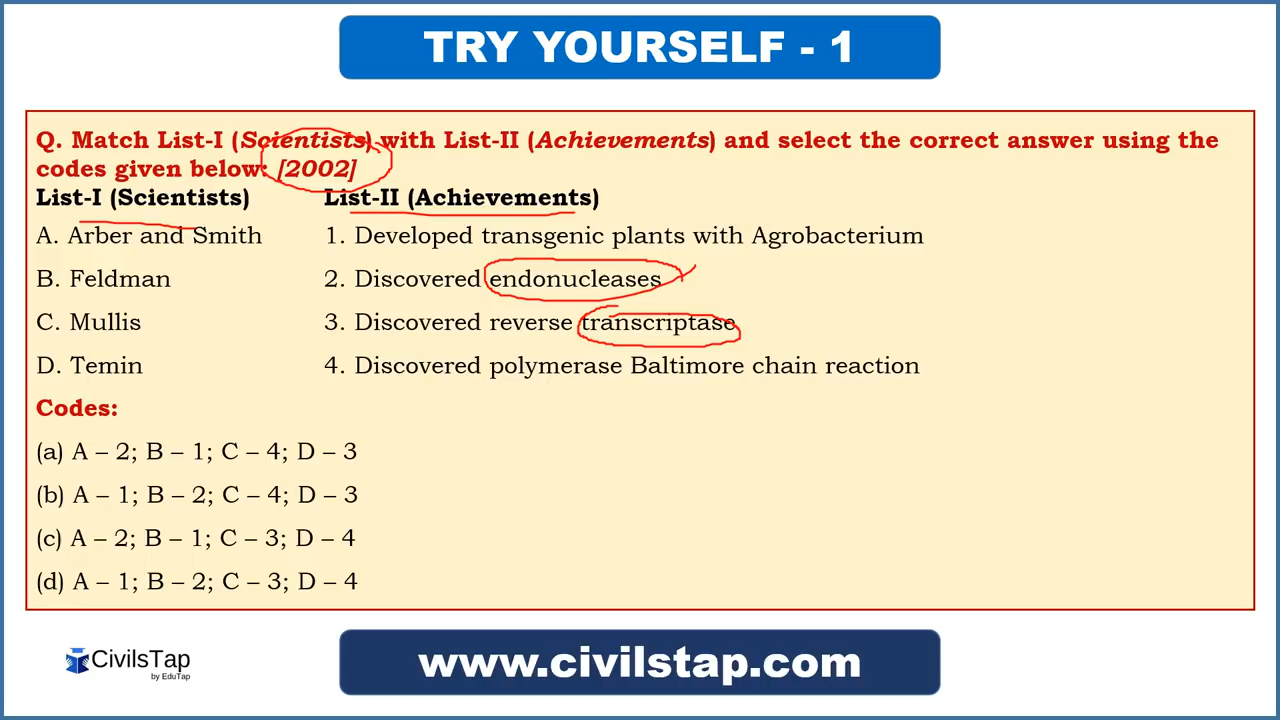 TRY YOURSELF - 1
Q. Match List-I (Scientists) with List-II (Achievements) and select the correct answer using the
codes given below: [2002]
List-I (Scientists) List-II (Achievements)
A. Arber and Smith 1. Developed transgenic plants with Agrobacterium
B. Feldman 2. Discovered endonucleases
C. Mullis 3. Discovered reverse transcriptase
D. Temin 4. Discovered polymerase Baltimore chain reaction
Codes:
(a) A – 2; B – 1; C – 4; D – 3
(b) A – 1; B – 2; C – 4; D – 3
(c) A – 2; B – 1; C – 3; D – 4
(d) A – 1; B – 2; C – 3; D – 4
CivilsTap
by EduTap
www.civilstap.com